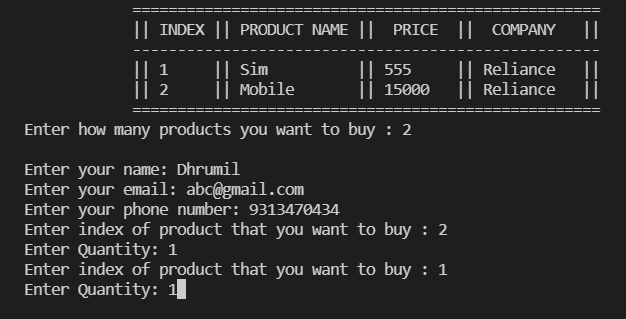 ====================================================
|| INDEX || PRODUCT NAME ||  PRICE  ||  COMPANY   ||
----------------------------------------------------
|| 1     || Sim          || 555     || Reliance   ||
|| 2     || Mobile       || 15000   || Reliance   ||
====================================================
Enter how many products you want to buy : 2
Enter your name: Dhrumil
Enter your email: abc@gmail.com
Enter your phone number: 9313470434
Enter index of product that you want to buy : 2
Enter Quantity: 1
Enter index of product that you want to buy : 1
Enter Quantity: 1